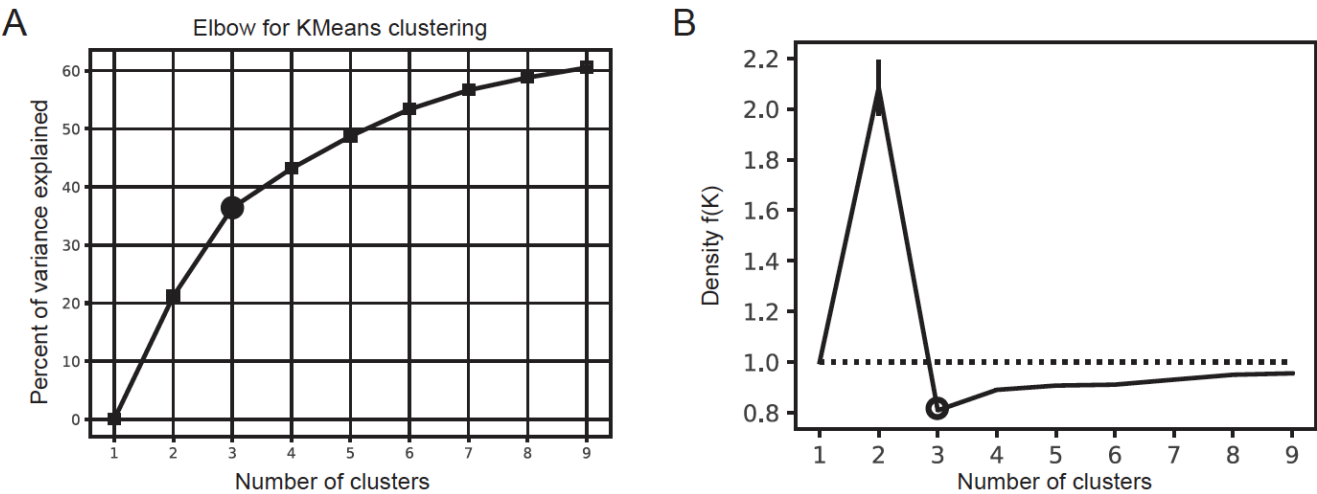 A
Elbow for KMeans clustering
60
50
40
30
20
10
0
Percent of variance explained
1 2 3 4 5 6 7 8 9
Number of clusters
B
2.2
2.0
1.8
1.6
1.4
1.2
1.0
0.8
Density f(K)
1 2 3 4 5 6 7 8 9
Number of clusters